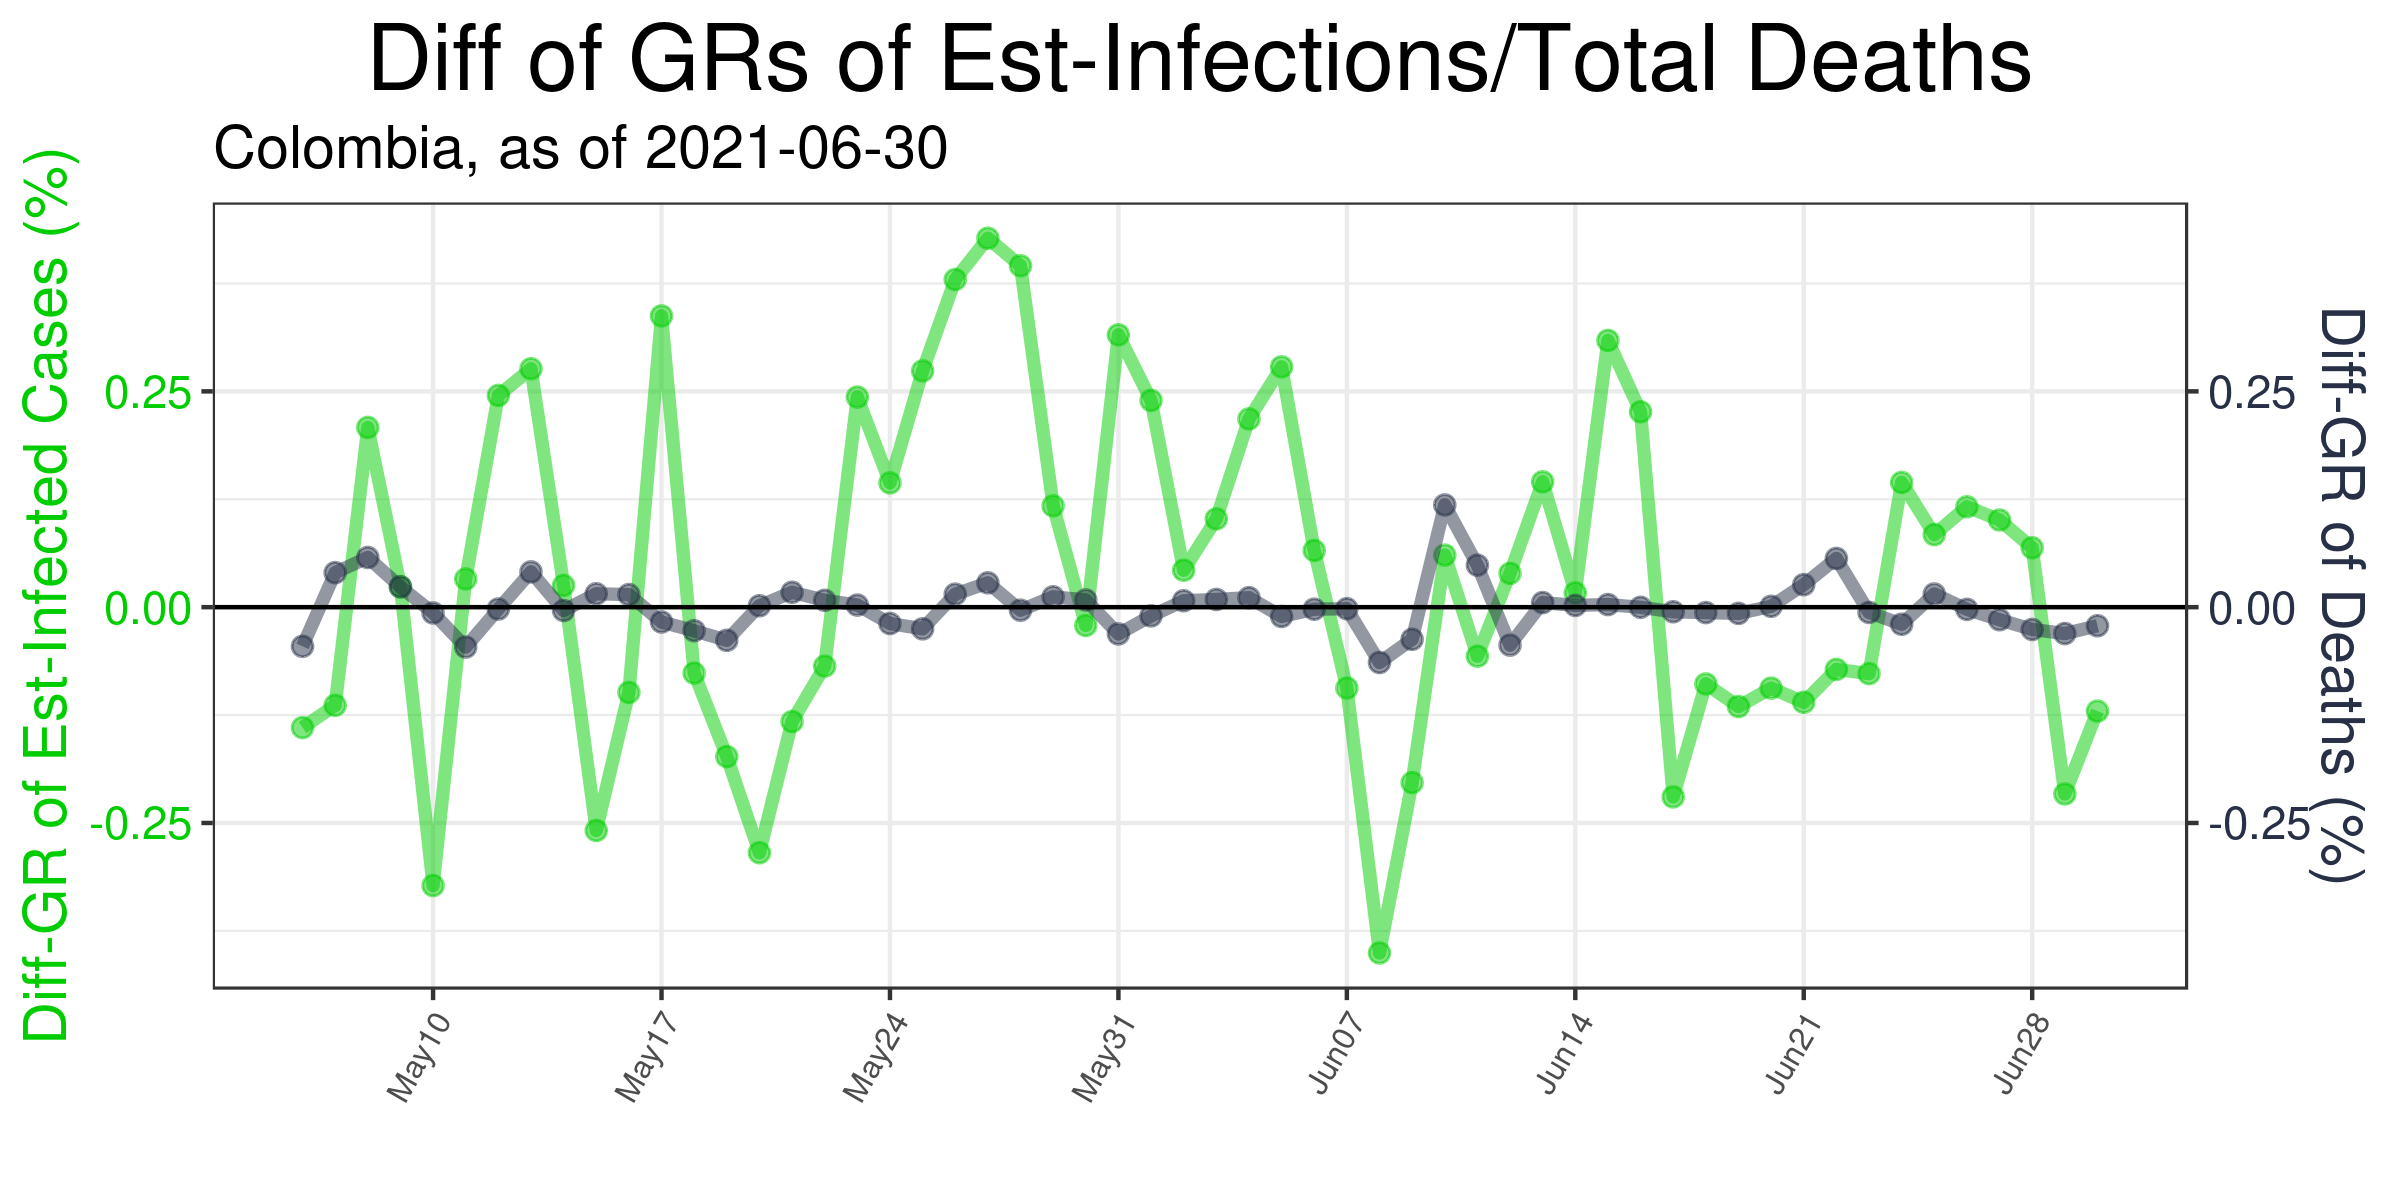 Diff of GRs of Est-Infections/Total Deaths
Colombia, as of 2021-06-30
Diff-GR of Est-Infected Cases (%)
0.25
0.00
-0.25
0.25
0.00
-0.25
Diff-GR of Deaths (%)
May10
May17
May24
May31
Jun07
Jun14
Jun21
Jun28